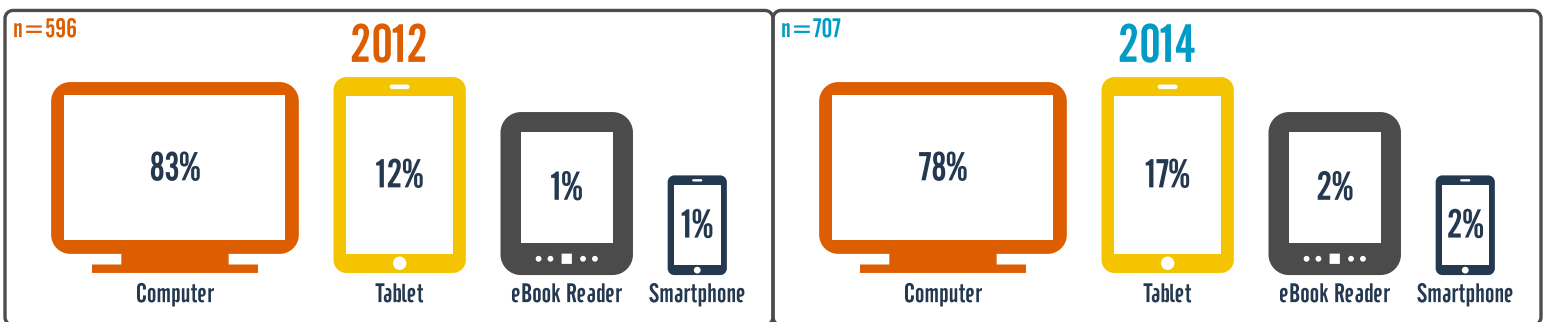 n=596
2012
83%
12%
1%
1%
Computer
Tablet
eBook Reader
Smartphone
n=707
2014
78%
17%
2%
2%
Computer
Tablet
eBook Reader
Smartphone